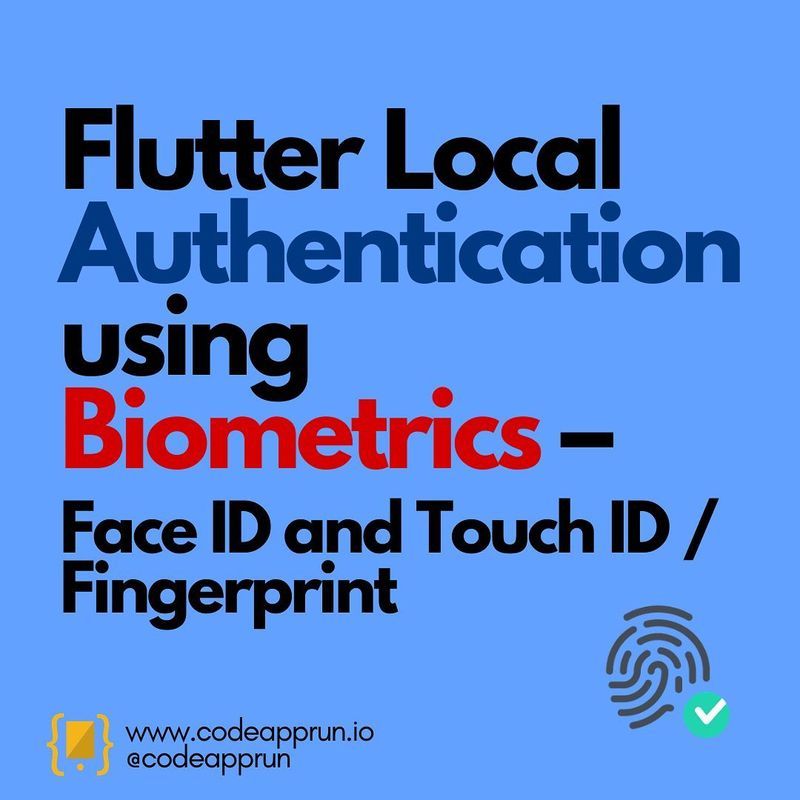 Flutter Local
Authentication
using
Biometrics –
Face ID and Touch ID /
Fingerprint
www.codeapprun.io
@codeapprun